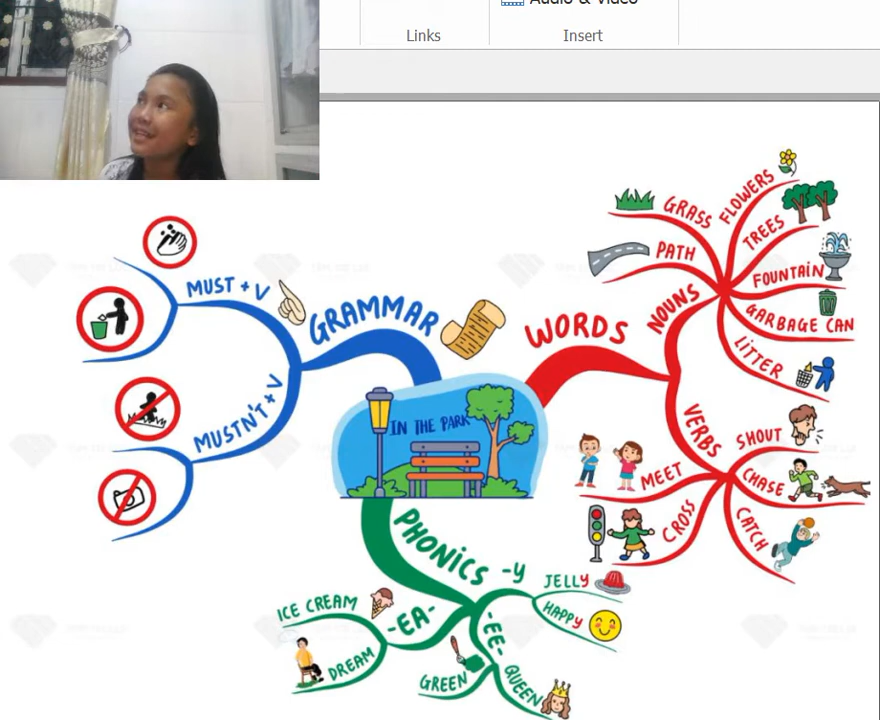 Audio & Video
Links
Insert
GRAMMAR
MUST + V
MUSTN'T + V
WORDS
NOUNS
GRASS
PATH
FLOWERS
TREES
FOUNTAIN
GARBAGE CAN
LITTER
VERBS
SHOUT
CHASE
CATCH
MEET
CROSS
IN THE PARK
PHONICS
-y
JELLY
HAPPY
-EE-
GREEN
QUEEN
-EA-
ICE CREAM
DREAM